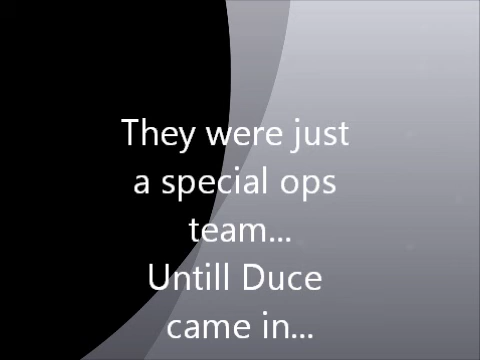 They were just
a special ops
team...
Untill Duce
came in...